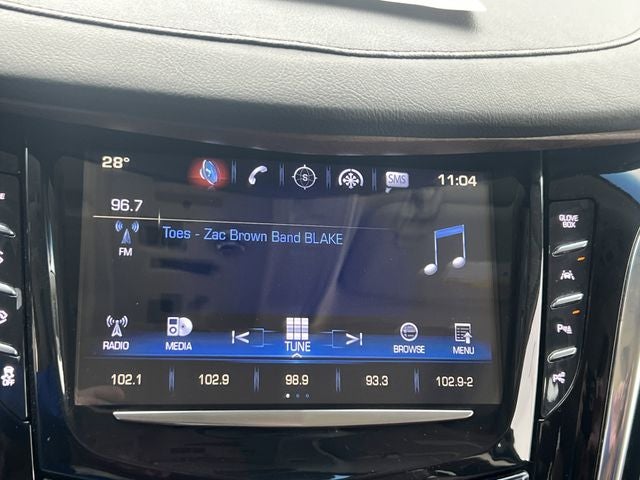 28° S SMS 11:04
96.7
Toes - Zac Brown Band BLAKE
FM
RADIO MEDIA TUNE BROWSE MENU
102.1 102.9 98.9 93.3 102.9-2
GLOVE
BOX
OFF